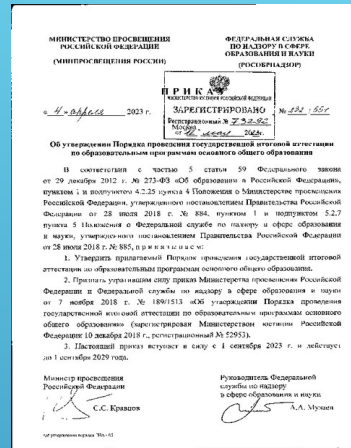 МИНИСТЕРСТВО ПРОСВЕЩЕНИЯ
РОССИЙСКОЙ ФЕДЕРАЦИИ
(МИНПРОСВЕЩЕНИЯ РОССИИ)
ФЕДЕРАЛЬНАЯ СЛУЖБА
ПО НАДЗОРУ В СФЕРЕ
ОБРАЗОВАНИЯ И НАУКИ
(РОСОБРНАДЗОР)
ПРИКАЗ
МИНИСТЕРСТВО ЮСТИЦИИ РОССИЙСКОЙ ФЕДЕРАЦИИ
ЗАРЕГИСТРИРОВАНО
Регистрационный №
« 4 » апреля 2023 г.
№ 232/551
Об утверждении Порядка проведения государственной итоговой аттестации
по образовательным программам основного общего образования
В соответствии с частью 5 статьи 59 Федерального закона
от 29 декабря 2012 г. № 273-ФЗ «Об образовании в Российской Федерации»,
пунктом 1 и подпунктом 4.2.25 пункта 4 Положения о Министерстве просвещения
Российской Федерации, утвержденного постановлением Правительства Российской
Федерации от 28 июля 2018 г. № 884, пунктом 1 и подпунктом 5.2.7
пункта 5 Положения о Федеральной службе по надзору в сфере образования
и науки, утвержденного постановлением Правительства Российской Федерации
от 28 июля 2018 г. № 885, п р и к а з ы в а е м:
1. Утвердить прилагаемый Порядок проведения государственной итоговой
аттестации по образовательным программам основного общего образования.
2. Признать утратившим силу приказ Министерства просвещения Российской
Федерации и Федеральной службы по надзору в сфере образования и науки
от 7 ноября 2018 г. № 189/1513 «Об утверждении Порядка проведения
государственной итоговой аттестации по образовательным программам основного
общего образования» (зарегистрирован Министерством юстиции Российской
Федерации 10 декабря 2018 г., регистрационный № 52953).
3. Настоящий приказ вступает в силу с 1 сентября 2023 г. и действует
до 1 сентября 2029 года.
Министр просвещения
Российской Федерации
С.С. Кравцов
Руководитель Федеральной
службы по надзору
в сфере образования и науки
А.А. Музаев